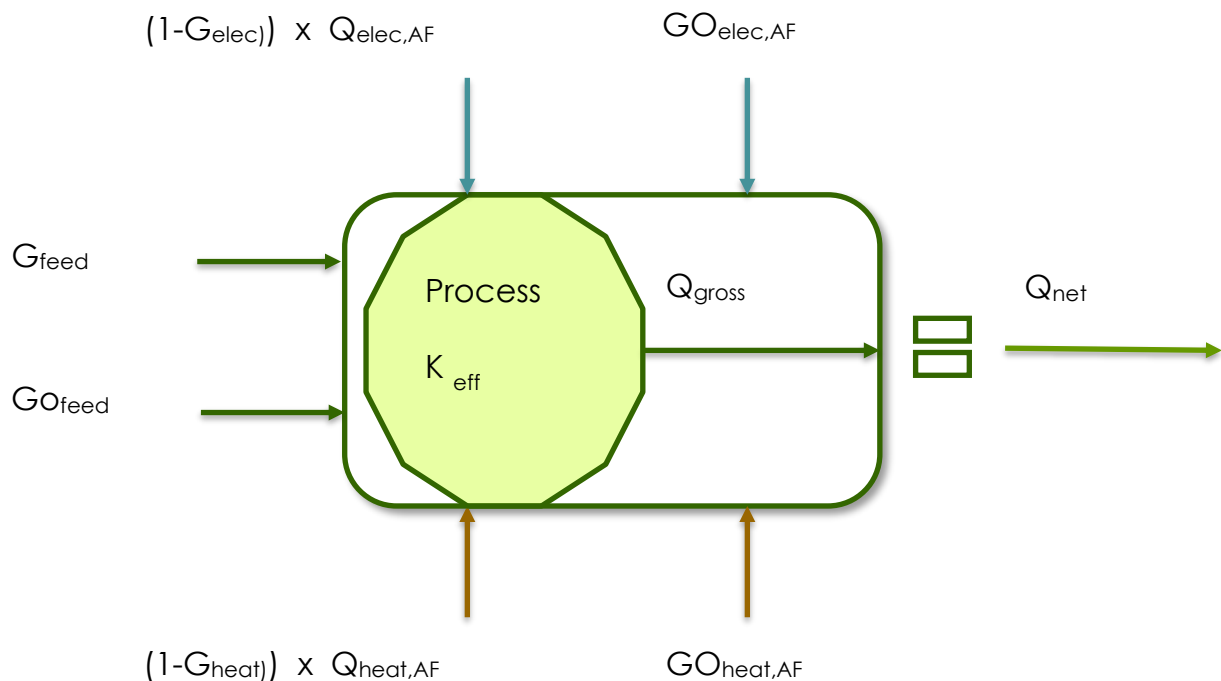 (1-Gelec)) x Qelec,AF
GOelec,AF
Gfeed
Process
Qgross
Qnet
K eff
Gofeed
(1-Gheat)) x Qheat,AF
GOheat,AF